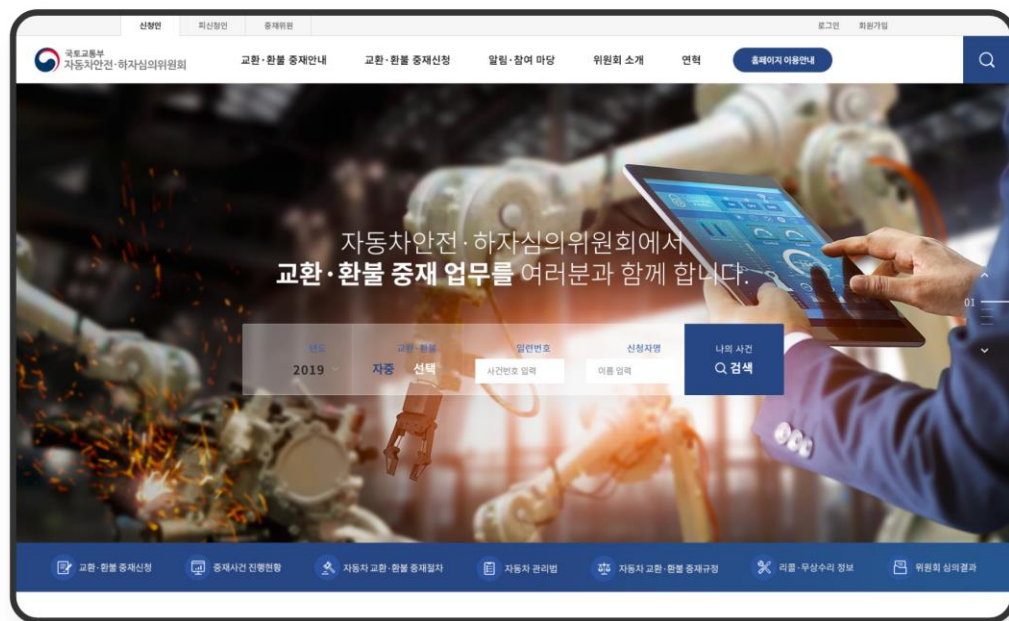 신청인 피신청인 중재위원 로그인 회원가입
국토교통부
자동차안전·하자심의위원회
교환·환불 중재안내 교환·환불 중재신청 알림·참여 마당 위원회 소개 연혁 홈페이지 이용안내
자동차안전·하자심의위원회에서
교환·환불 중재 업무를 여러분과 함께 합니다.
01
년도 교환·환불 일련번호 신청자명 나의 사건
2019 자중 선택 사건번호 입력 이름 입력 검색
교환·환불 중재신청 중재사건 진행현황 자동차 교환·환불 중재절차 자동차 관리법 자동차 교환·환불 중재규정 리콜·무상수리 정보 위원회 심의결과